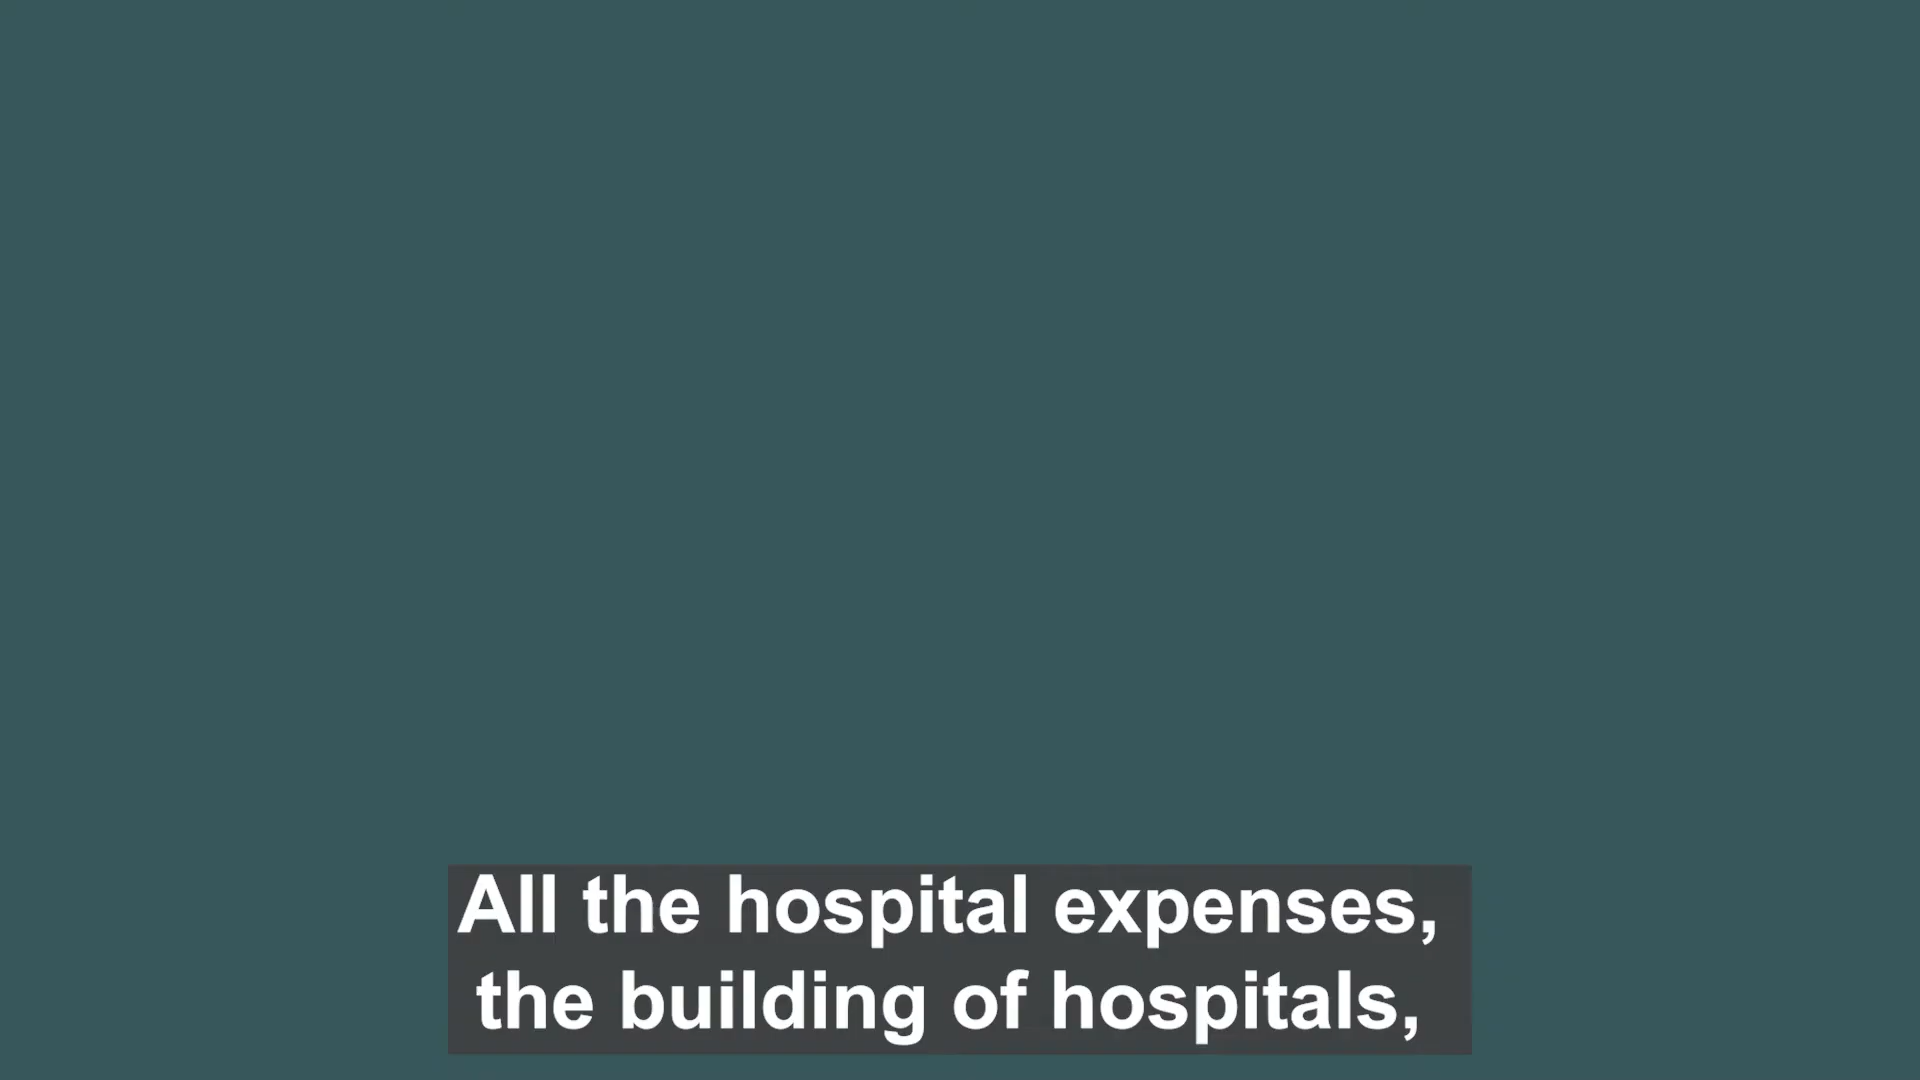 All the hospital expenses,
the building of hospitals,